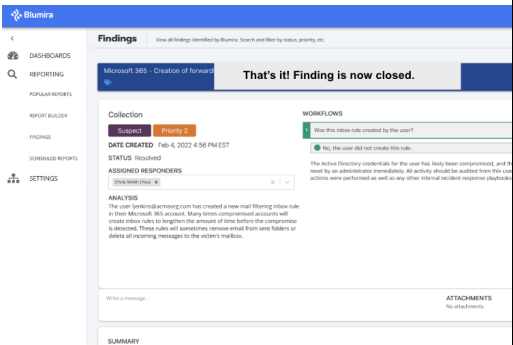 Blumira
Findings
View all findings identified by Blumira. Search and filter by status, priority, etc.
DASHBOARDS
REPORTING
POPULAR REPORTS
REPORT BUILDER
FINDINGS
SCHEDULED REPORTS
SETTINGS
Microsoft 365 - Creation of forwardi
That's it! Finding is now closed.
Collection
Suspect
Priority 2
DATE CREATED Feb 4, 2022 4:56 PM EST
STATUS Resolved
ASSIGNED RESPONDERS
Chris Smith (You) x
ANALYSIS
The user ljenkins@acmeorg.com has created a new mail filtering inbox rule
in their Microsoft 365 account. Many times compromised accounts will
create inbox rules to lengthen the amount of time before the compromise
is detected. These rules will sometimes remove email from sent folders or
delete all incoming messages to the victim's mailbox.
WORKFLOWS
1 Was this inbox rule created by the user?
No, the user did not create this rule.
The Active Directory credentials for the user has likely been compromised, and th
reset by an administrator immediately. All activity should be audited from this use
actions were performed as well as any other internal incident response playbooks
Write a message...
ATTACHMENTS
No attachments.
SUMMARY